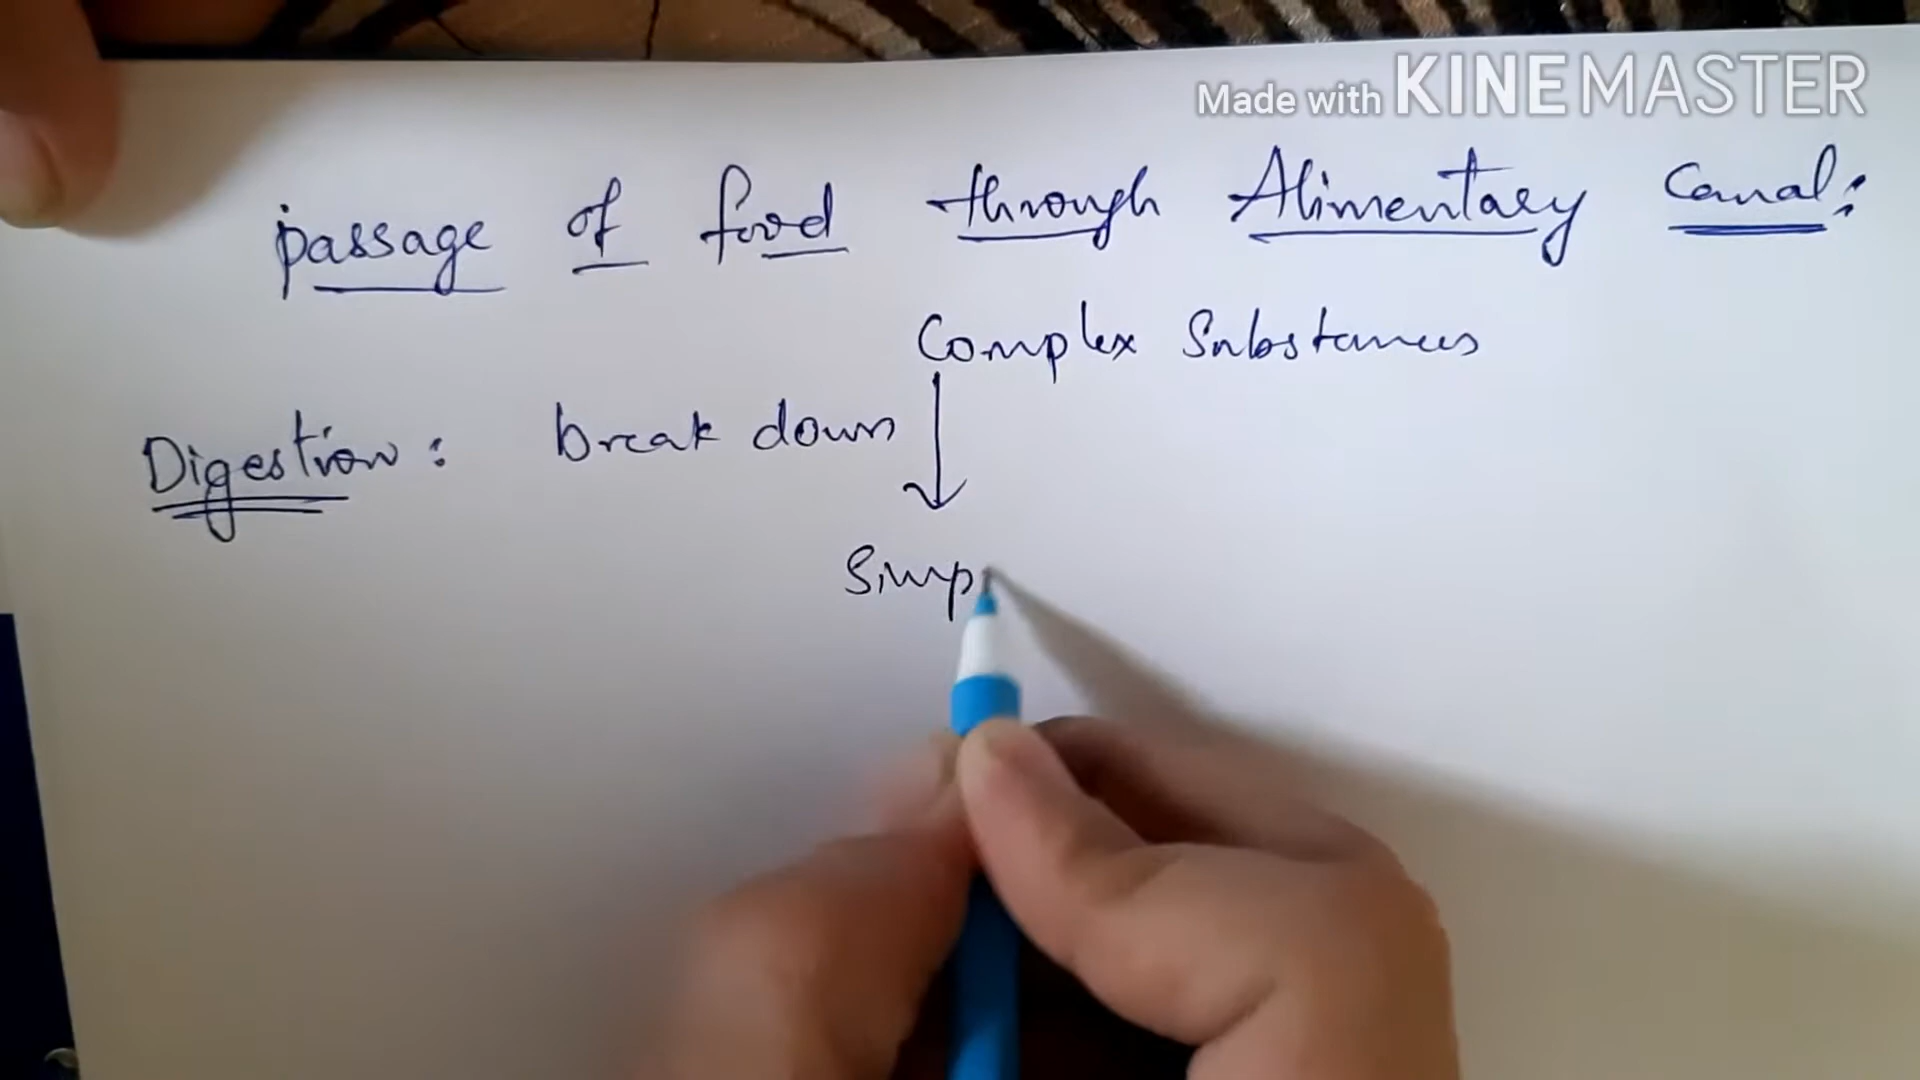 Made with KINEMASTER
passage of food through Alimentary canal:
Complex Substances
Digestion: break down
Simp